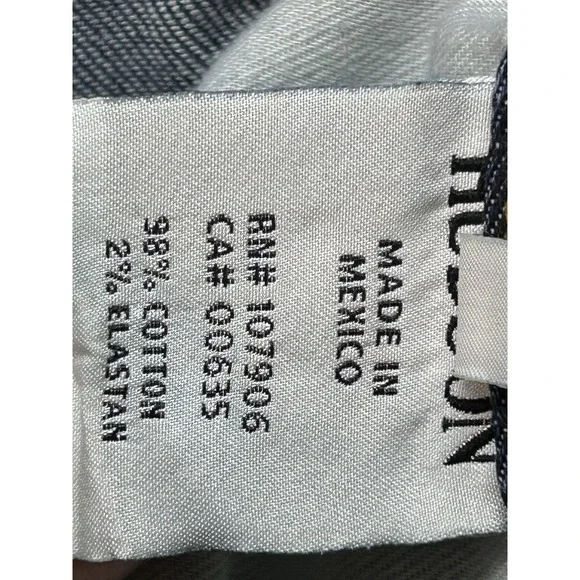 MADE IN
MEXICO
RN# 107906
CA# 00635
98% COTTON
2% ELASTAN